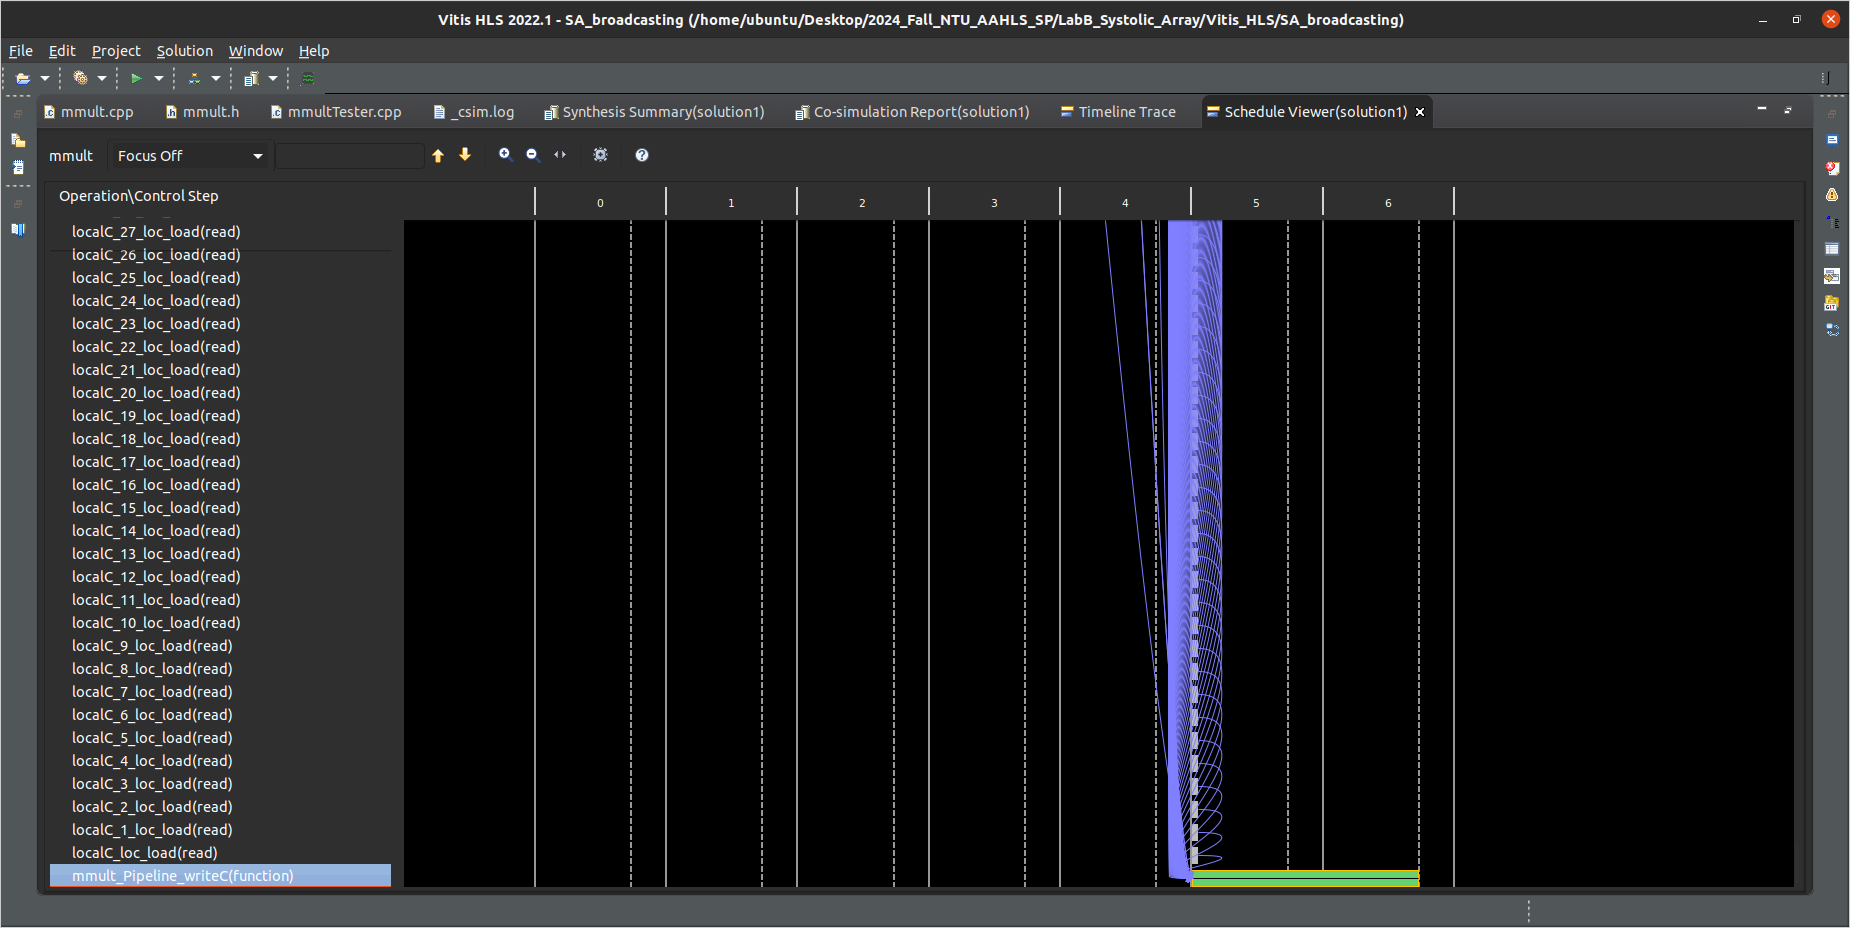 Vitis HLS 2022.1 - SA_broadcasting (/home/ubuntu/Desktop/2024_Fall_NTU_AAHLS_SP/LabB_Systolic_Array/Vitis_HLS/SA_broadcasting)
File Edit Project Solution Window Help
mmult.cpp mmult.h mmultTester.cpp _csim.log Synthesis Summary(solution1) Co-simulation Report(solution1) Timeline Trace Schedule Viewer(solution1)
mmult Focus Off
Operation\Control Step 0 1 2 3 4 5 6
localC_27_loc_load(read)
localC_26_loc_load(read)
localC_25_loc_load(read)
localC_24_loc_load(read)
localC_23_loc_load(read)
localC_22_loc_load(read)
localC_21_loc_load(read)
localC_20_loc_load(read)
localC_19_loc_load(read)
localC_18_loc_load(read)
localC_17_loc_load(read)
localC_16_loc_load(read)
localC_15_loc_load(read)
localC_14_loc_load(read)
localC_13_loc_load(read)
localC_12_loc_load(read)
localC_11_loc_load(read)
localC_10_loc_load(read)
localC_9_loc_load(read)
localC_8_loc_load(read)
localC_7_loc_load(read)
localC_6_loc_load(read)
localC_5_loc_load(read)
localC_4_loc_load(read)
localC_3_loc_load(read)
localC_2_loc_load(read)
localC_1_loc_load(read)
localC_loc_load(read)
mmult_Pipeline_writeC(function)